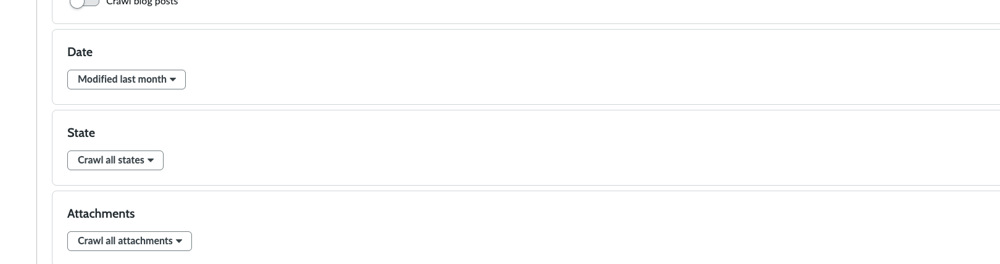 Crawl blog posts
Date
Modified last month
State
Crawl all states
Attachments
Crawl all attachments